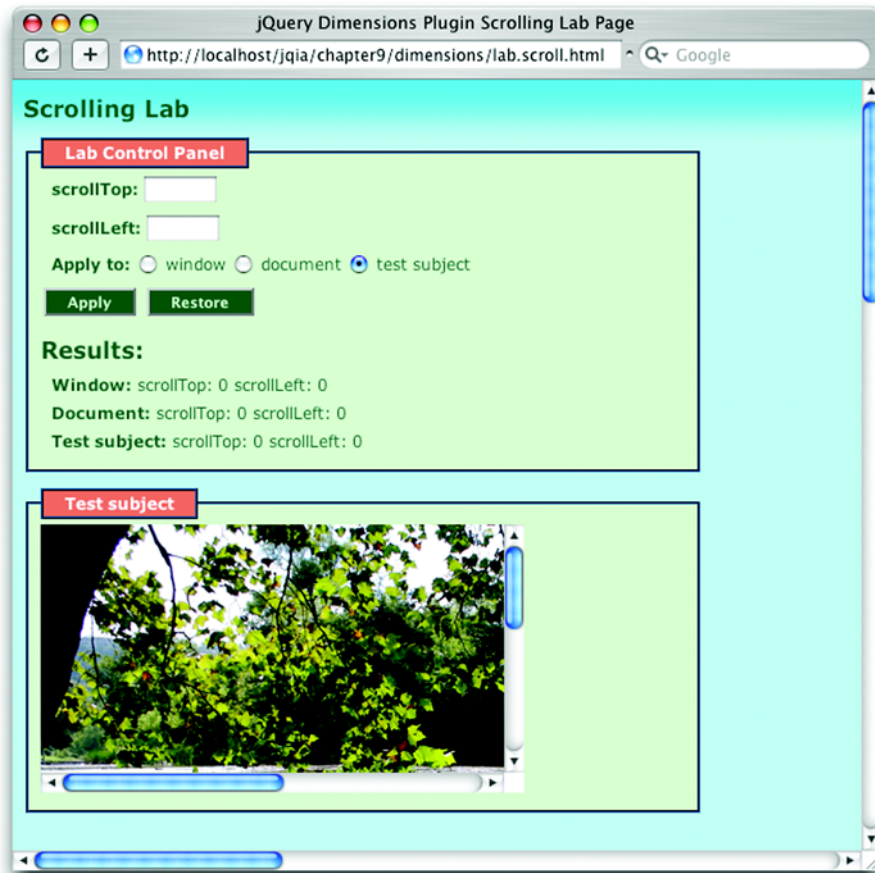 jQuery Dimensions Plugin Scrolling Lab Page
http://localhost/jqia/chapter9/dimensions/lab.scroll.html Google
Scrolling Lab
Lab Control Panel
scrollTop:
scrollLeft:
Apply to: window document test subject
Apply Restore
Results:
Window: scrollTop: 0 scrollLeft: 0
Document: scrollTop: 0 scrollLeft: 0
Test subject: scrollTop: 0 scrollLeft: 0
Test subject